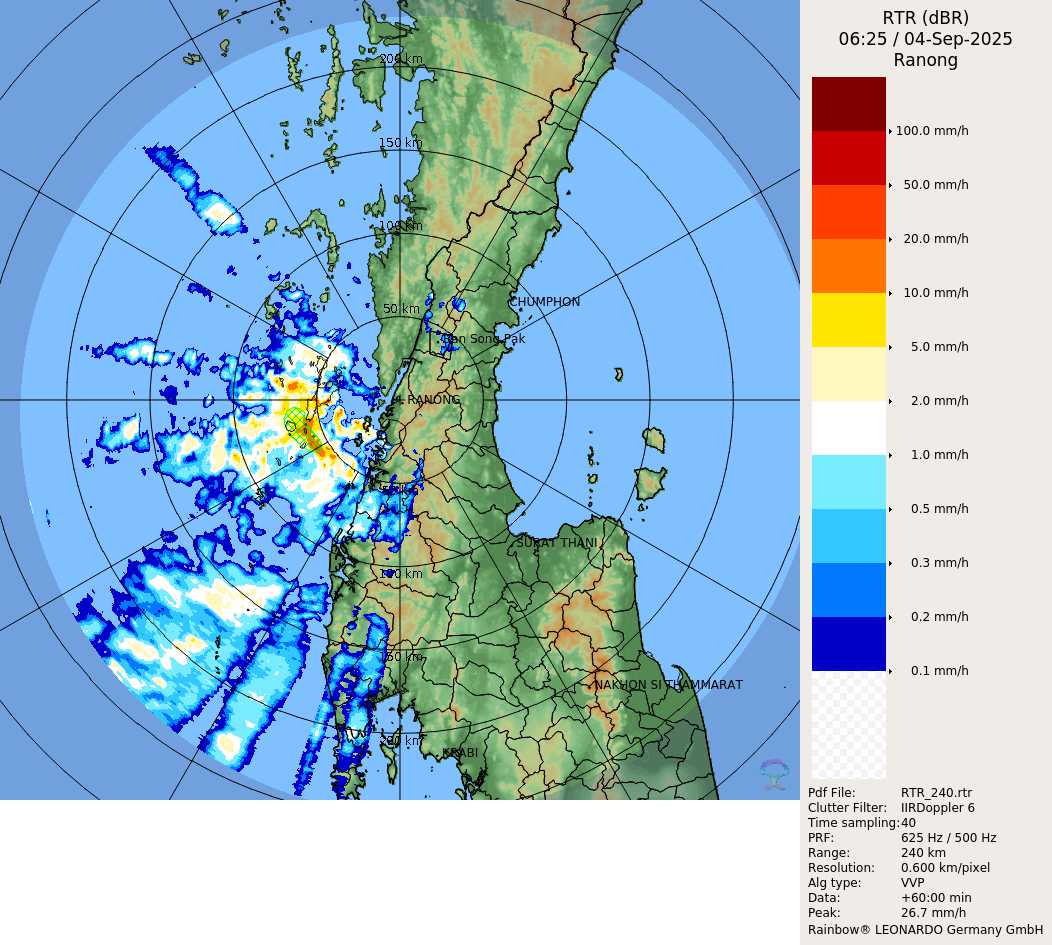 RTR (dBR)
06:25 / 04-Sep-2025
Ranong
200 km
150 km
100 km
50 km
CHUMPHON
Ban Song Pak
RANONG
50 km
SURAT THANI
100 km
150 km
NAKHON SI THAMMARAT
200 km
KRABI
100.0 mm/h
50.0 mm/h
20.0 mm/h
10.0 mm/h
5.0 mm/h
2.0 mm/h
1.0 mm/h
0.5 mm/h
0.3 mm/h
0.2 mm/h
0.1 mm/h
Pdf File: RTR_240.rtr
Clutter Filter: IIRDoppler 6
Time sampling:40
PRF: 625 Hz / 500 Hz
Range: 240 km
Resolution: 0.600 km/pixel
Alg type: VVP
Data: +60:00 min
Peak: 26.7 mm/h
Rainbow® LEONARDO Germany GmbH